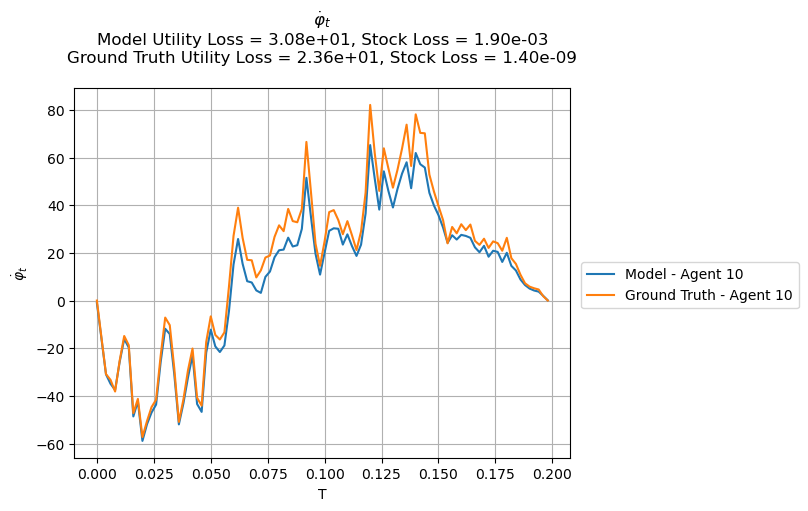 φ̇ₜ
Model Utility Loss = 3.08e+01, Stock Loss = 1.90e-03
Ground Truth Utility Loss = 2.36e+01, Stock Loss = 1.40e-09
80
60
40
20
0
−20
−40
−60
φ̇ₜ
0.000 0.025 0.050 0.075 0.100 0.125 0.150 0.175 0.200
T
Model - Agent 10
Ground Truth - Agent 10